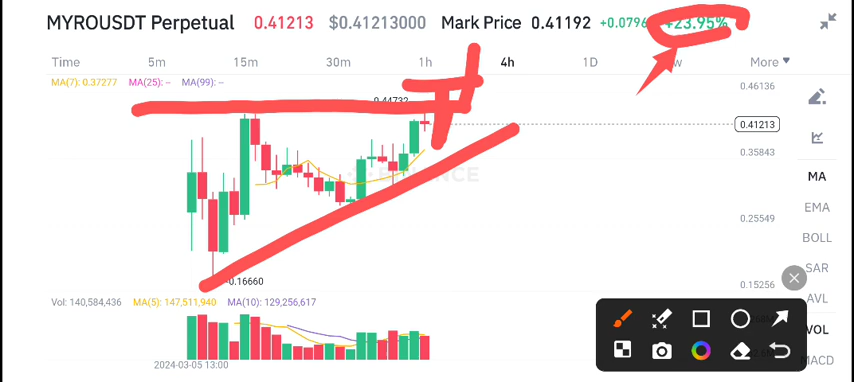 MYROUSDT Perpetual 0.41213 $0.41213000 Mark Price 0.41192 +0.0796 +23.95%
Time 5m 15m 30m 1h 4h 1D w More
MA(7): 0.37277 MA(25): – MA(99): –
0.46136
0.44732
0.41213
0.35843
BINANCE
MA
EMA
0.25549
BOLL
SAR
0.16660
0.15256
AVL
Vol: 140,584,436 MA(5): 147,511,940 MA(10): 129,256,617
VOL
MACD
2024-03-05 13:00